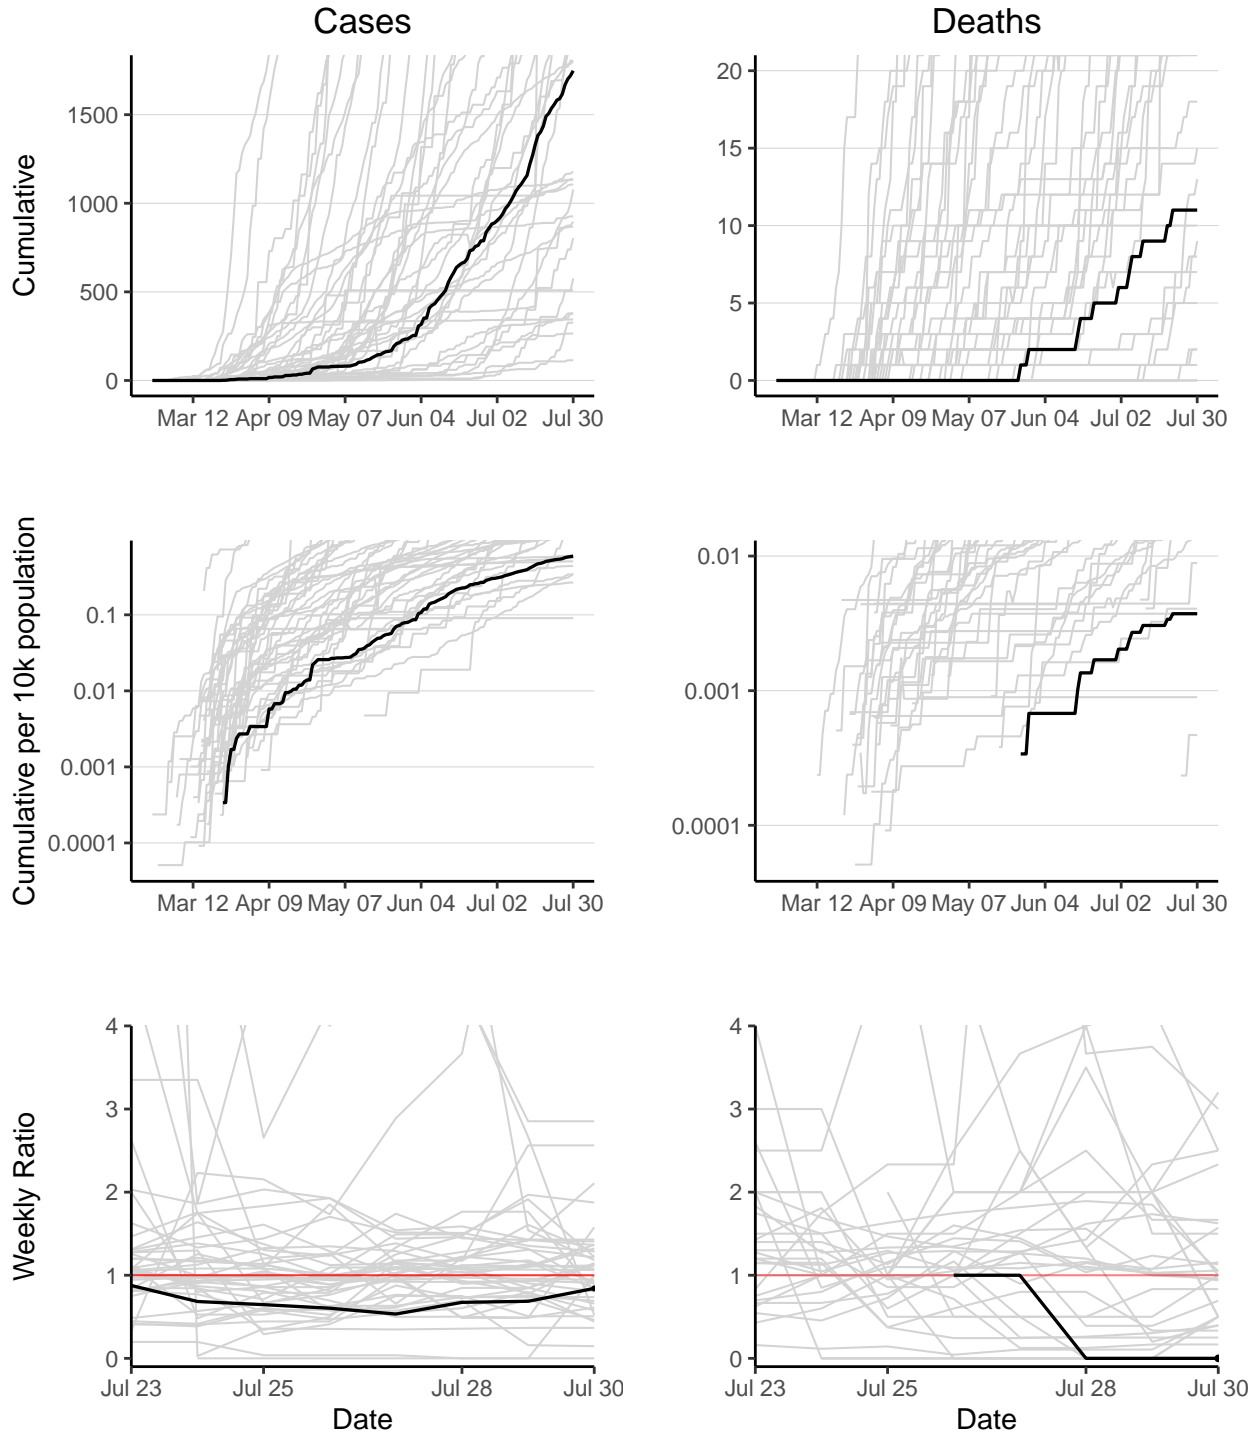 Cases
Deaths
Cumulative
1500
1000
500
0
Mar 12 Apr 09 May 07 Jun 04 Jul 02 Jul 30
20
15
10
5
0
Mar 12 Apr 09 May 07 Jun 04 Jul 02 Jul 30
Cumulative per 10k population
0.1
0.01
0.001
0.0001
Mar 12 Apr 09 May 07 Jun 04 Jul 02 Jul 30
0.01
0.001
0.0001
Mar 12 Apr 09 May 07 Jun 04 Jul 02 Jul 30
Weekly Ratio
4
3
2
1
0
Jul 23 Jul 25 Jul 28 Jul 30
Date
4
3
2
1
0
Jul 23 Jul 25 Jul 28 Jul 30
Date